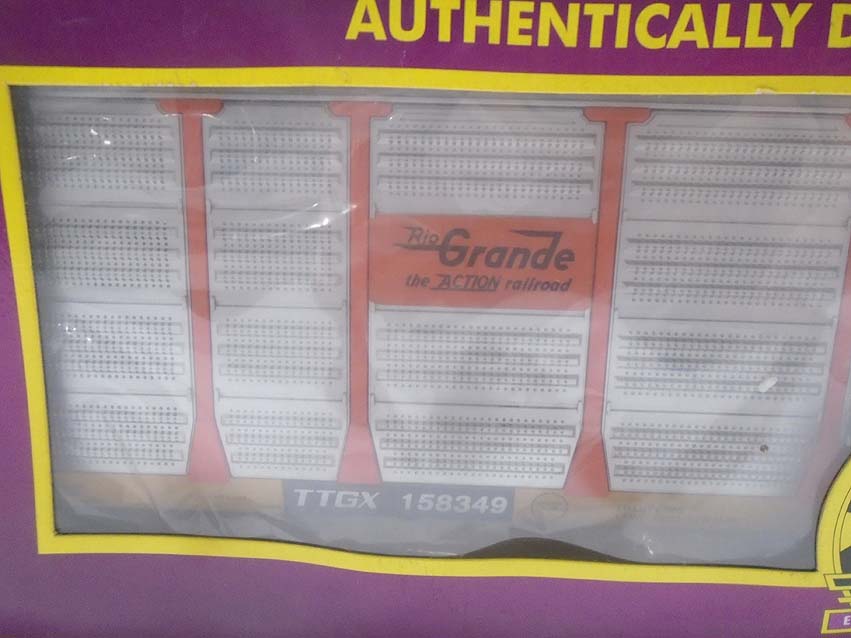 AUTHENTICALLY D
Rio Grande
the ACTION railroad
TTGX 158349
E